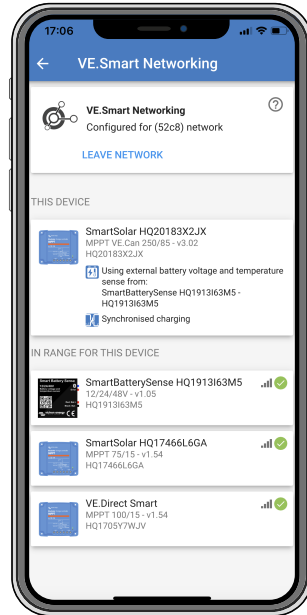 17:06
VE.Smart Networking
VE.Smart Networking
Configured for (52c8) network
LEAVE NETWORK
THIS DEVICE
SmartSolar HQ20183X2JX
MPPT VE.Can 250/85 - v3.02
HQ20183X2JX
Using external battery voltage and temperature
sense from:
SmartBatterySense HQ1913I63M5 -
HQ1913I63M5
Synchronised charging
IN RANGE FOR THIS DEVICE
Smart Battery Sense
SmartBatterySense HQ1913I63M5
12/24/48V - v1.05
HQ1913I63M5
SmartSolar HQ17466L6GA
MPPT 75/15 - v1.54
HQ17466L6GA
VE.Direct Smart
MPPT 100/15 - v1.54
HQ1705Y7WJV